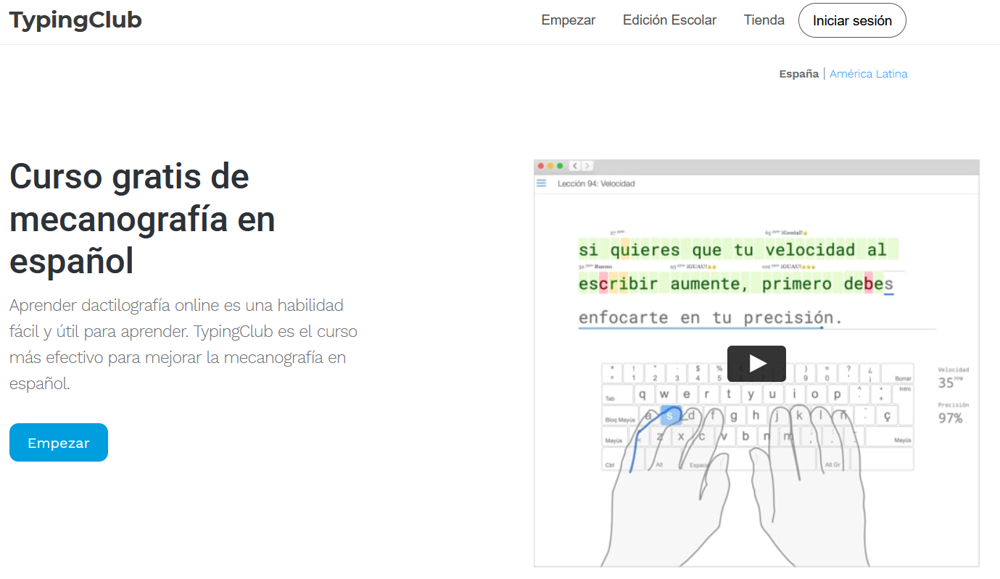 TypingClub
Empezar Edición Escolar Tienda Iniciar sesión
España | América Latina
Curso gratis de
mecanografía en
español
Aprender dactilografía online es una habilidad
fácil y útil para aprender. TypingClub es el curso
más efectivo para mejorar la mecanografía en
español.
Empezar
Lección 94: Velocidad
27 ppm 65 ppm ¡Genial!
si quieres que tu velocidad al
32 ppm Bueno 93 ppm ¡GUAU! 102 ppm ¡GUAU!
escribir aumente, primero debes
enfocarte en tu precisión.
! " · $ % ) = ? ¿
1 2 3 4 5 9 0 ' ¡ Borrar
Tab q w e r t y u i o p + Intro
Bloq Mayús a s d f g h j k l ñ ç
Mayús < z x c v b n m Mayús
Ctrl Alt Espacio Alt Gr
Velocidad
35 PPM
Precisión
97%